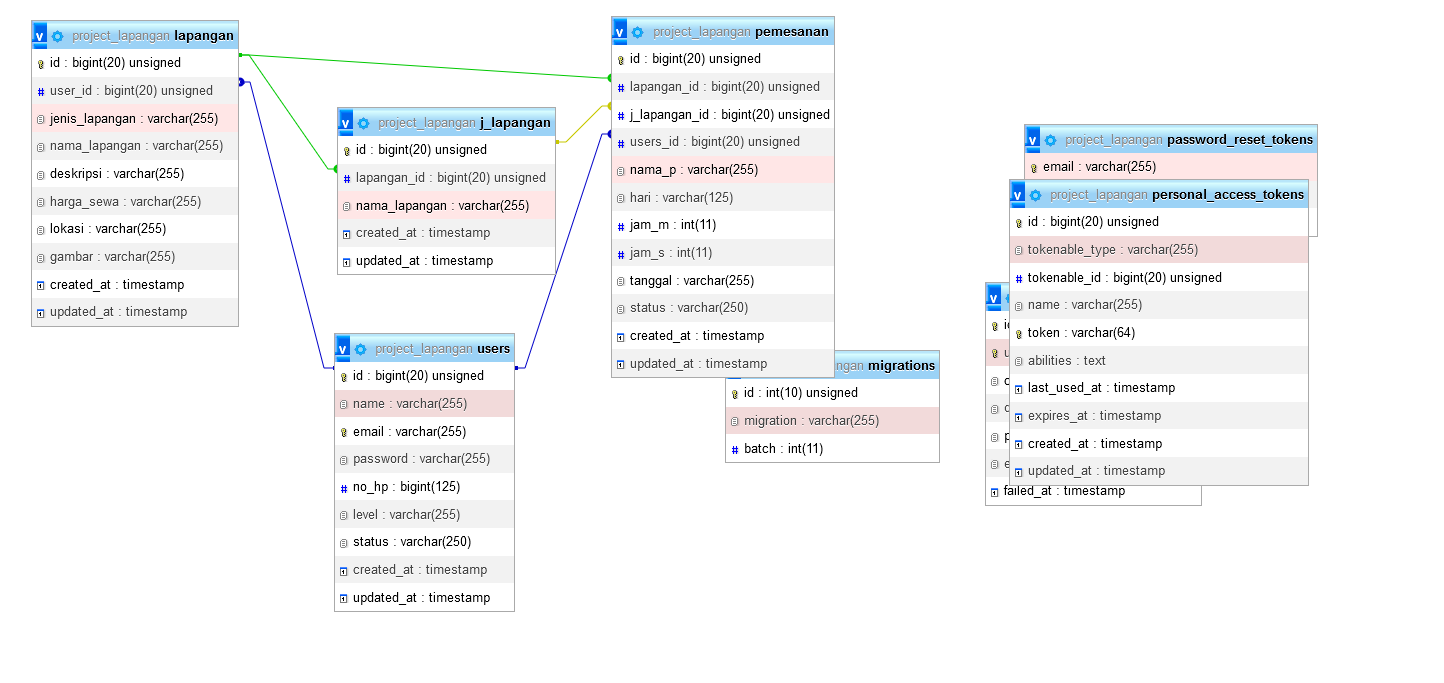 v project_lapangan lapangan
id : bigint(20) unsigned
# user_id : bigint(20) unsigned
jenis_lapangan : varchar(255)
nama_lapangan : varchar(255)
deskripsi : varchar(255)
harga_sewa : varchar(255)
lokasi : varchar(255)
gambar : varchar(255)
created_at : timestamp
updated_at : timestamp
v project_lapangan j_lapangan
id : bigint(20) unsigned
# lapangan_id : bigint(20) unsigned
nama_lapangan : varchar(255)
created_at : timestamp
updated_at : timestamp
v project_lapangan users
id : bigint(20) unsigned
name : varchar(255)
email : varchar(255)
password : varchar(255)
# no_hp : bigint(125)
level : varchar(255)
status : varchar(250)
created_at : timestamp
updated_at : timestamp
v project_lapangan pemesanan
id : bigint(20) unsigned
# lapangan_id : bigint(20) unsigned
# j_lapangan_id : bigint(20) unsigned
# users_id : bigint(20) unsigned
nama_p : varchar(255)
hari : varchar(125)
# jam_m : int(11)
# jam_s : int(11)
tanggal : varchar(255)
status : varchar(250)
created_at : timestamp
updated_at : timestamp
ngan migrations
id : int(10) unsigned
migration : varchar(255)
# batch : int(11)
v project_lapangan password_reset_tokens
email : varchar(255)
v project_lapangan personal_access_tokens
id : bigint(20) unsigned
tokenable_type : varchar(255)
# tokenable_id : bigint(20) unsigned
name : varchar(255)
token : varchar(64)
abilities : text
last_used_at : timestamp
expires_at : timestamp
created_at : timestamp
updated_at : timestamp
v
failed_at : timestamp